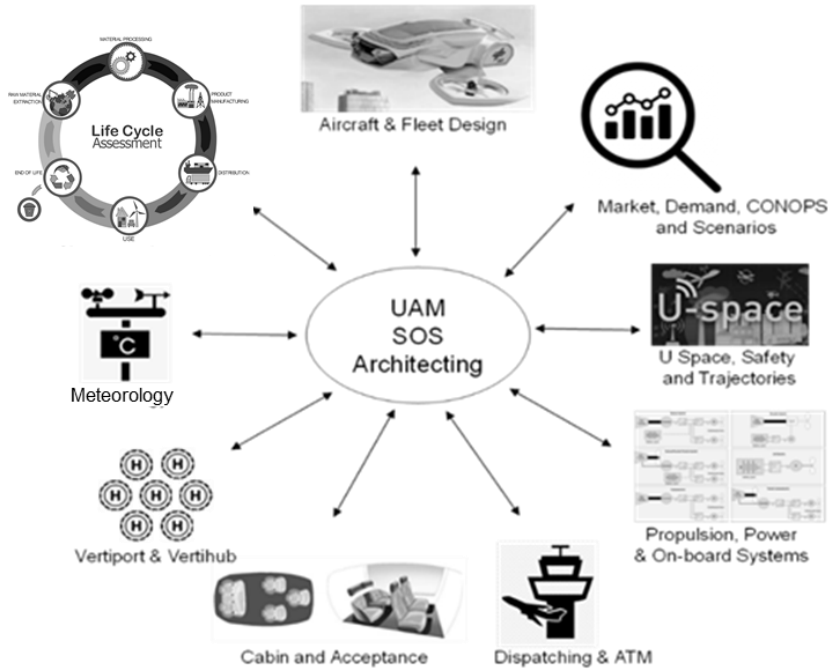 MATERIAL PROCESSING
RAW MATERIAL
EXTRACTION
PRODUCT
MANUFACTURING
Life Cycle
Assessment
END OF LIFE
DISTRIBUTION
USE
Aircraft & Fleet Design
Market, Demand, CONOPS
and Scenarios
UAM
SOS
Architecting
U-space
U Space, Safety
and Trajectories
°C
Meteorology
H H
H H H
H H
Vertiport & Vertihub
Propulsion, Power
& On-board Systems
Cabin and Acceptance
Dispatching & ATM